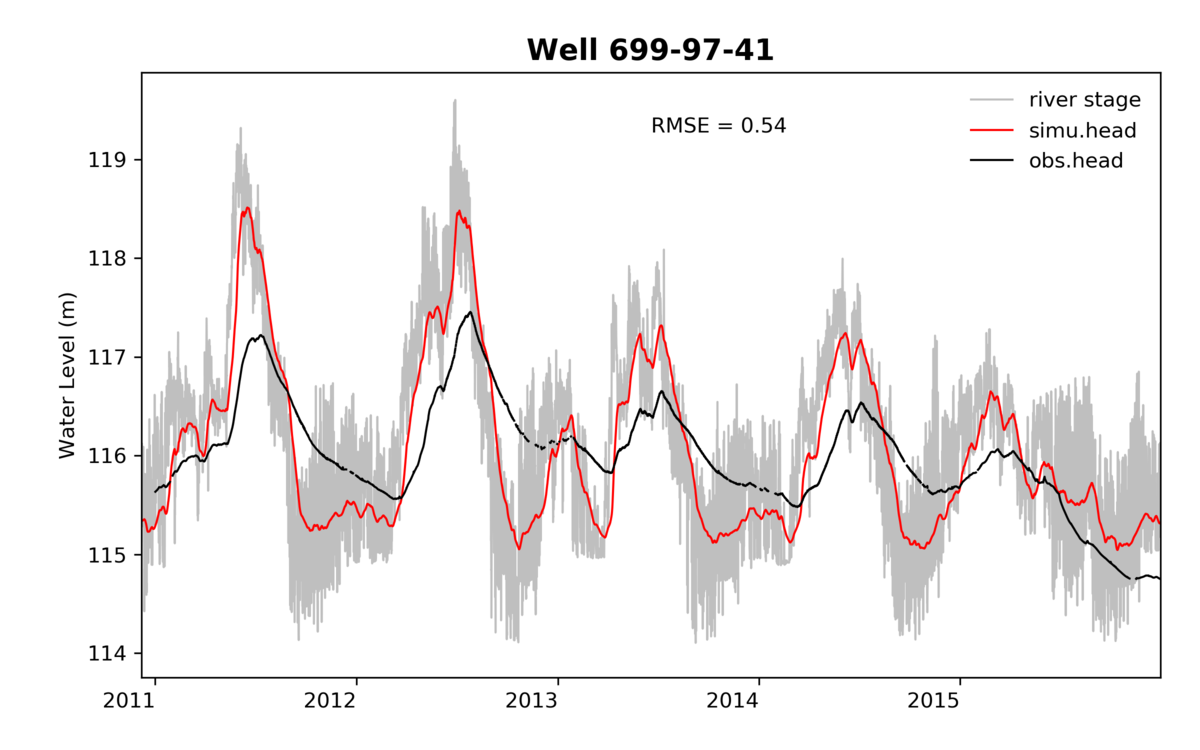 Well 699-97-41
RMSE = 0.54
river stage
simu.head
obs.head
Water Level (m)
119
118
117
116
115
114
2011
2012
2013
2014
2015